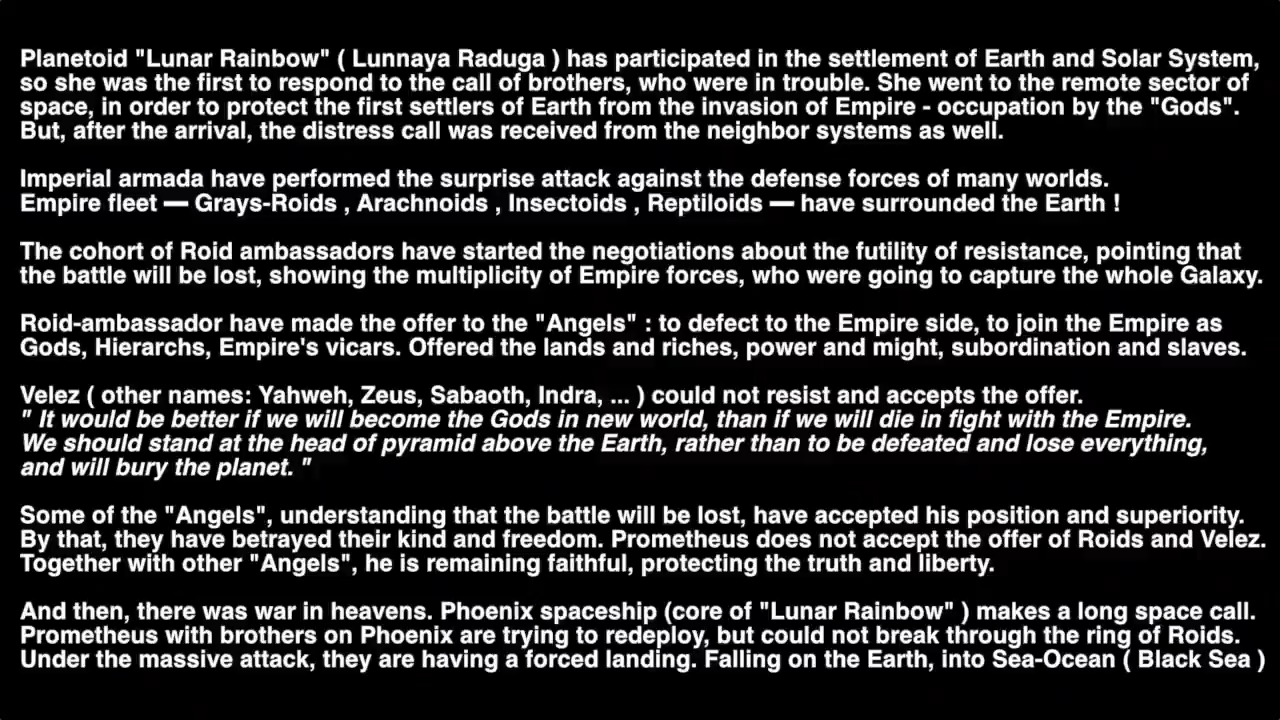 Planetoid "Lunar Rainbow" ( Lunnaya Raduga ) has participated in the settlement of Earth and Solar System,
so she was the first to respond to the call of brothers, who were in trouble. She went to the remote sector of
space, in order to protect the first settlers of Earth from the invasion of Empire - occupation by the "Gods".
But, after the arrival, the distress call was received from the neighbor systems as well.
Imperial armada have performed the surprise attack against the defense forces of many worlds.
Empire fleet — Grays-Roids , Arachnoids , Insectoids , Reptiloids — have surrounded the Earth !
The cohort of Roid ambassadors have started the negotiations about the futility of resistance, pointing that
the battle will be lost, showing the multiplicity of Empire forces, who were going to capture the whole Galaxy.
Roid-ambassador have made the offer to the "Angels" : to defect to the Empire side, to join the Empire as
Gods, Hierarchs, Empire's vicars. Offered the lands and riches, power and might, subordination and slaves.
Velez ( other names: Yahweh, Zeus, Sabaoth, Indra, ... ) could not resist and accepts the offer.
" It would be better if we will become the Gods in new world, than if we will die in fight with the Empire.
We should stand at the head of pyramid above the Earth, rather than to be defeated and lose everything,
and will bury the planet. "
Some of the "Angels", understanding that the battle will be lost, have accepted his position and superiority.
By that, they have betrayed their kind and freedom. Prometheus does not accept the offer of Roids and Velez.
Together with other "Angels", he is remaining faithful, protecting the truth and liberty.
And then, there was war in heavens. Phoenix spaceship (core of "Lunar Rainbow" ) makes a long space call.
Prometheus with brothers on Phoenix are trying to redeploy, but could not break through the ring of Roids.
Under the massive attack, they are having a forced landing. Falling on the Earth, into Sea-Ocean ( Black Sea )